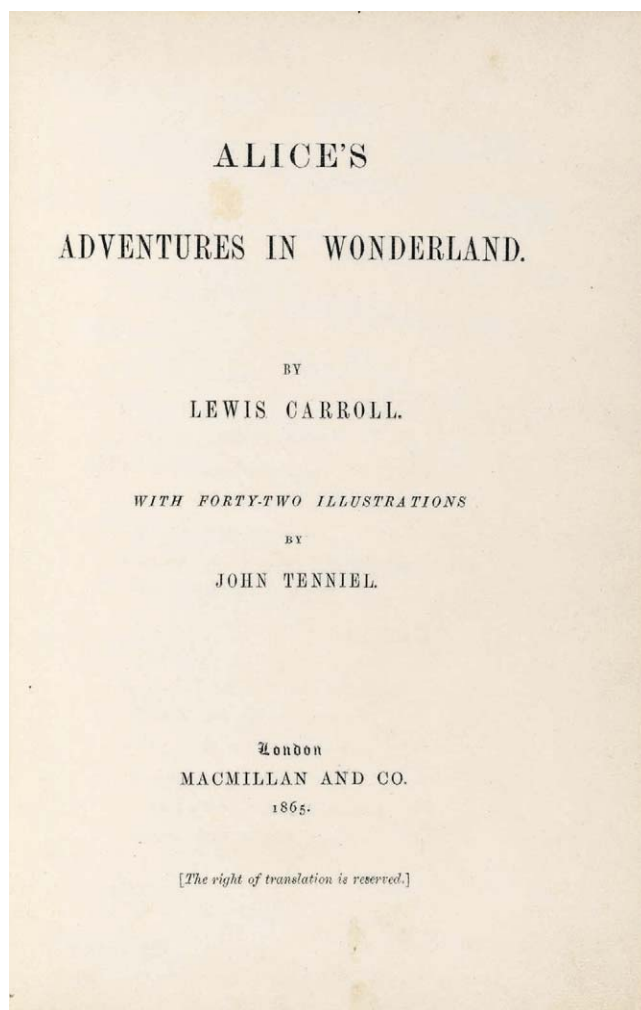 ALICE'S
ADVENTURES IN WONDERLAND.
BY
LEWIS CARROLL.
WITH FORTY-TWO ILLUSTRATIONS
BY
JOHN TENNIEL.
London
MACMILLAN AND CO.
1865.
[The right of translation is reserved.]